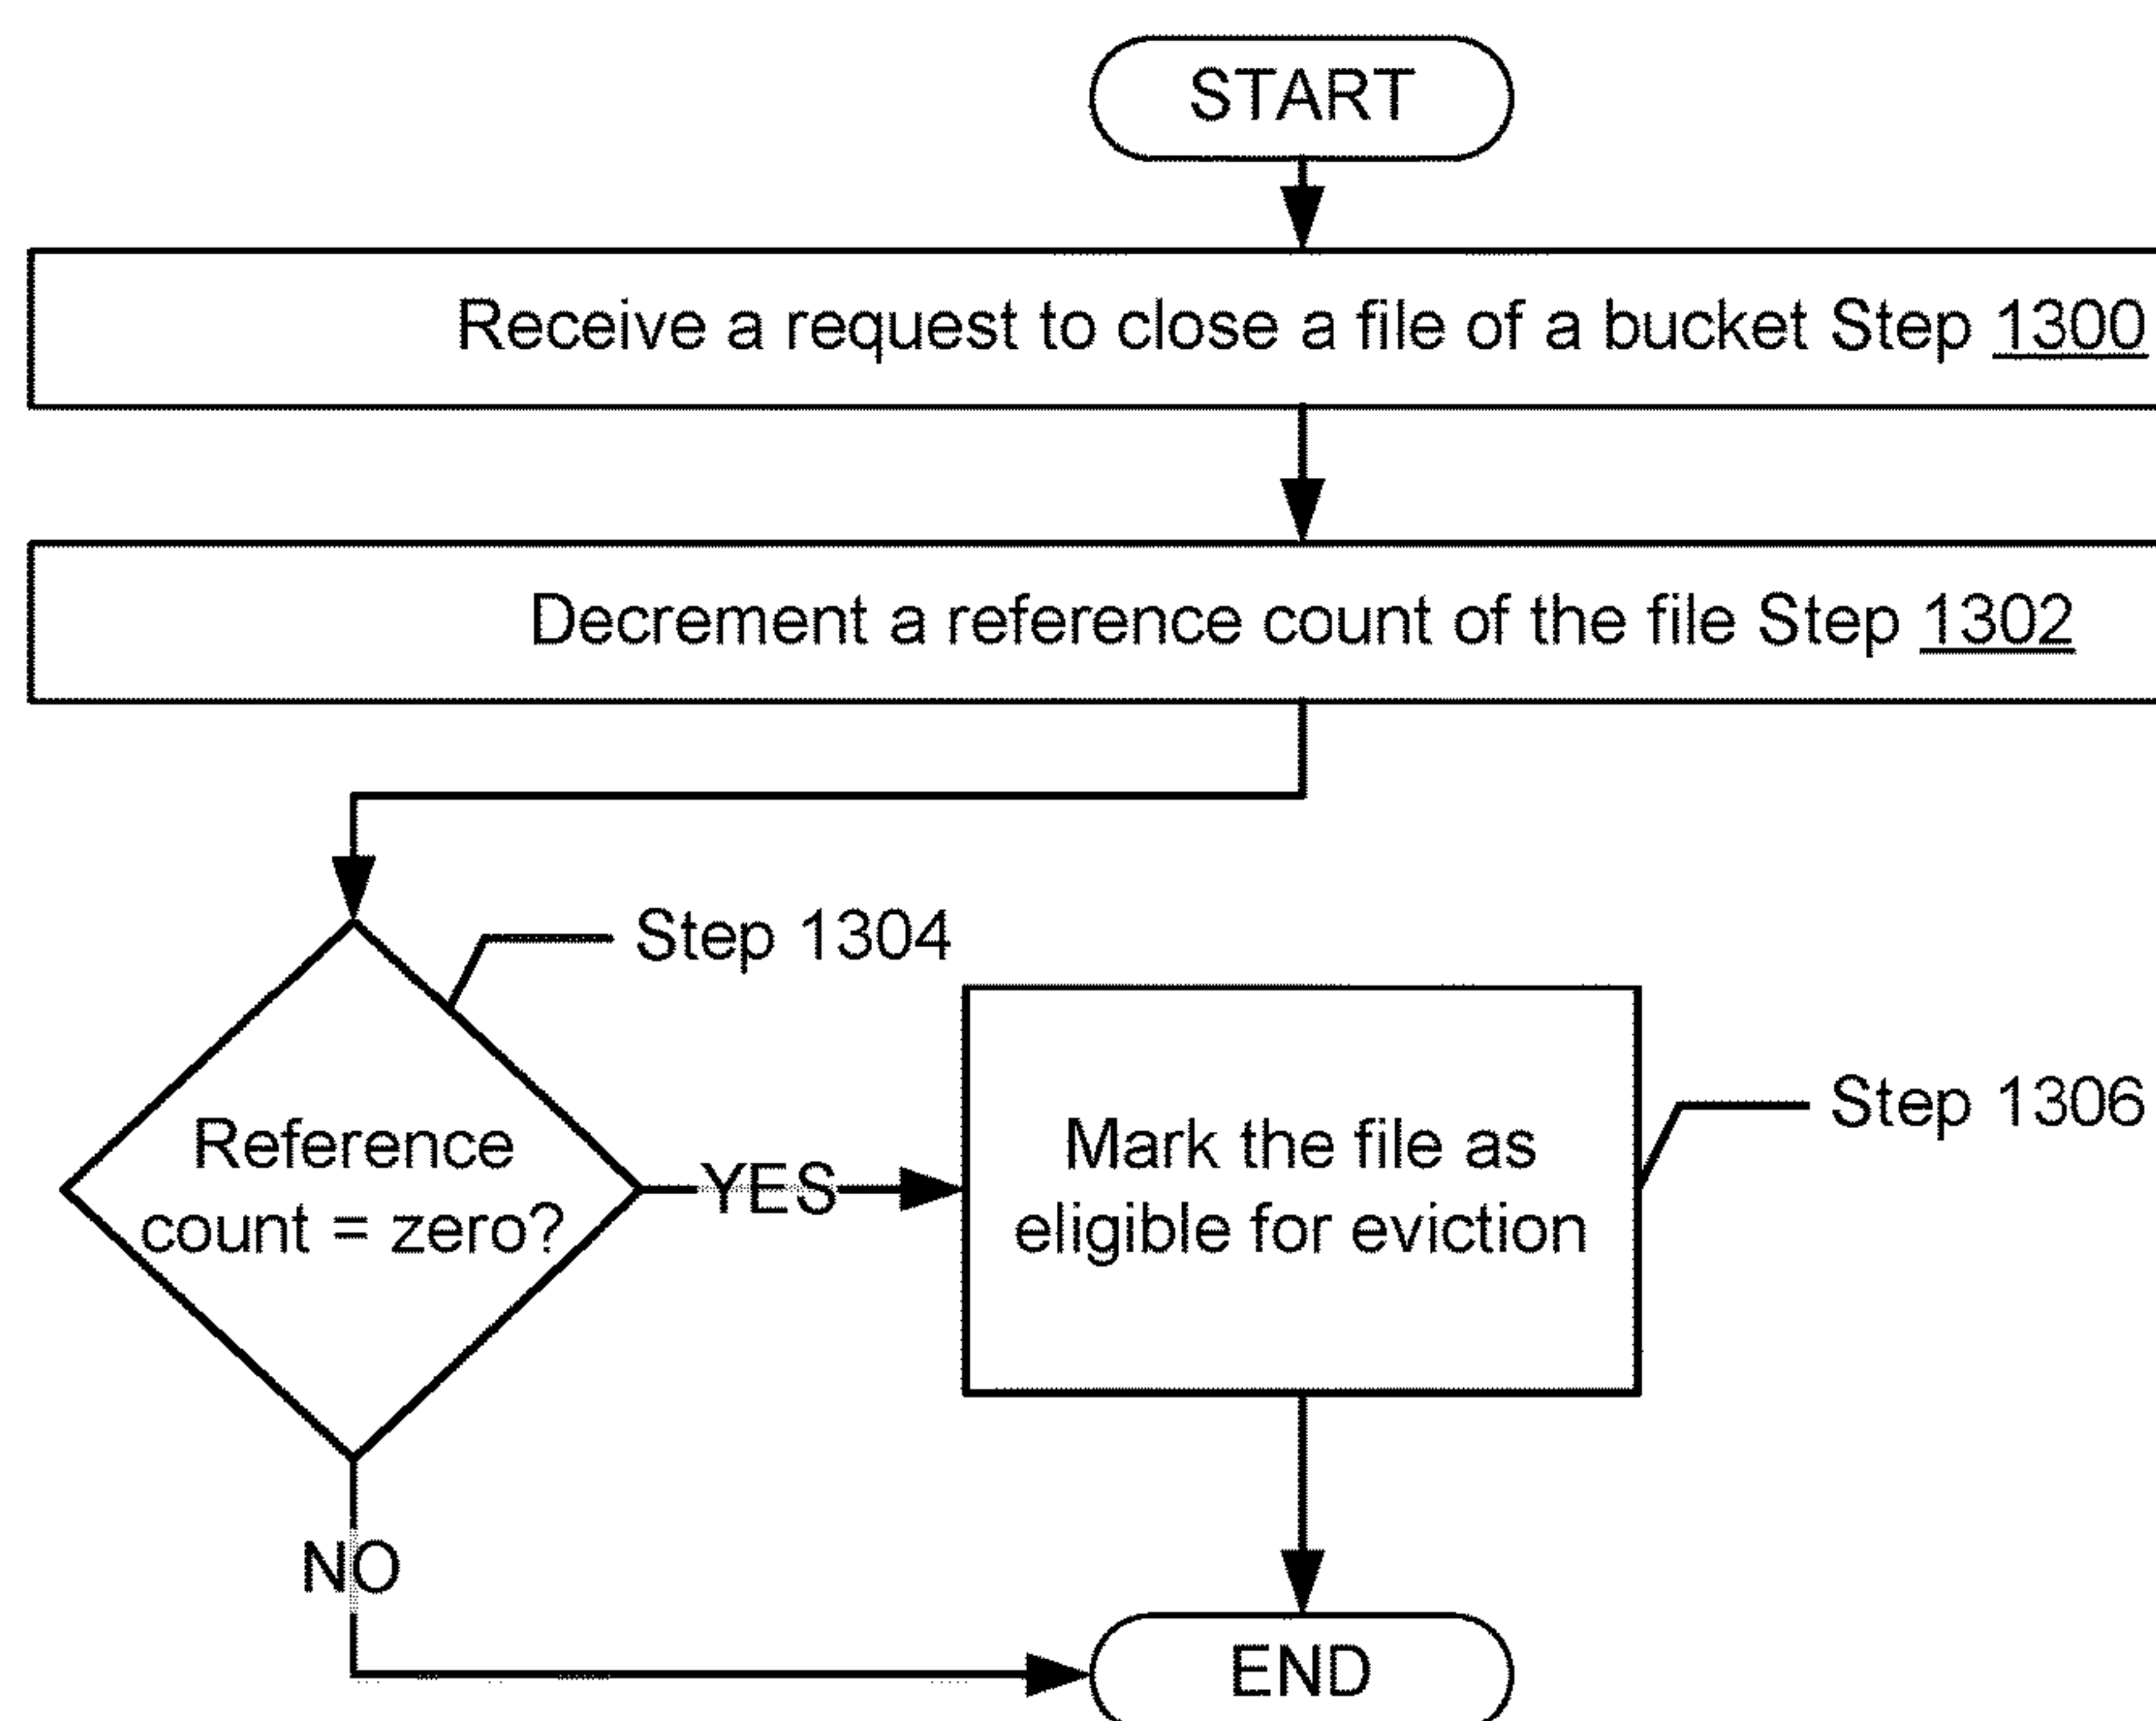 START
Receive a request to close a file of a bucket Step 1300
Decrement a reference count of the file Step 1302
Step 1304
Reference
count = zero?
YES
Mark the file as
eligible for eviction
Step 1306
NO
END